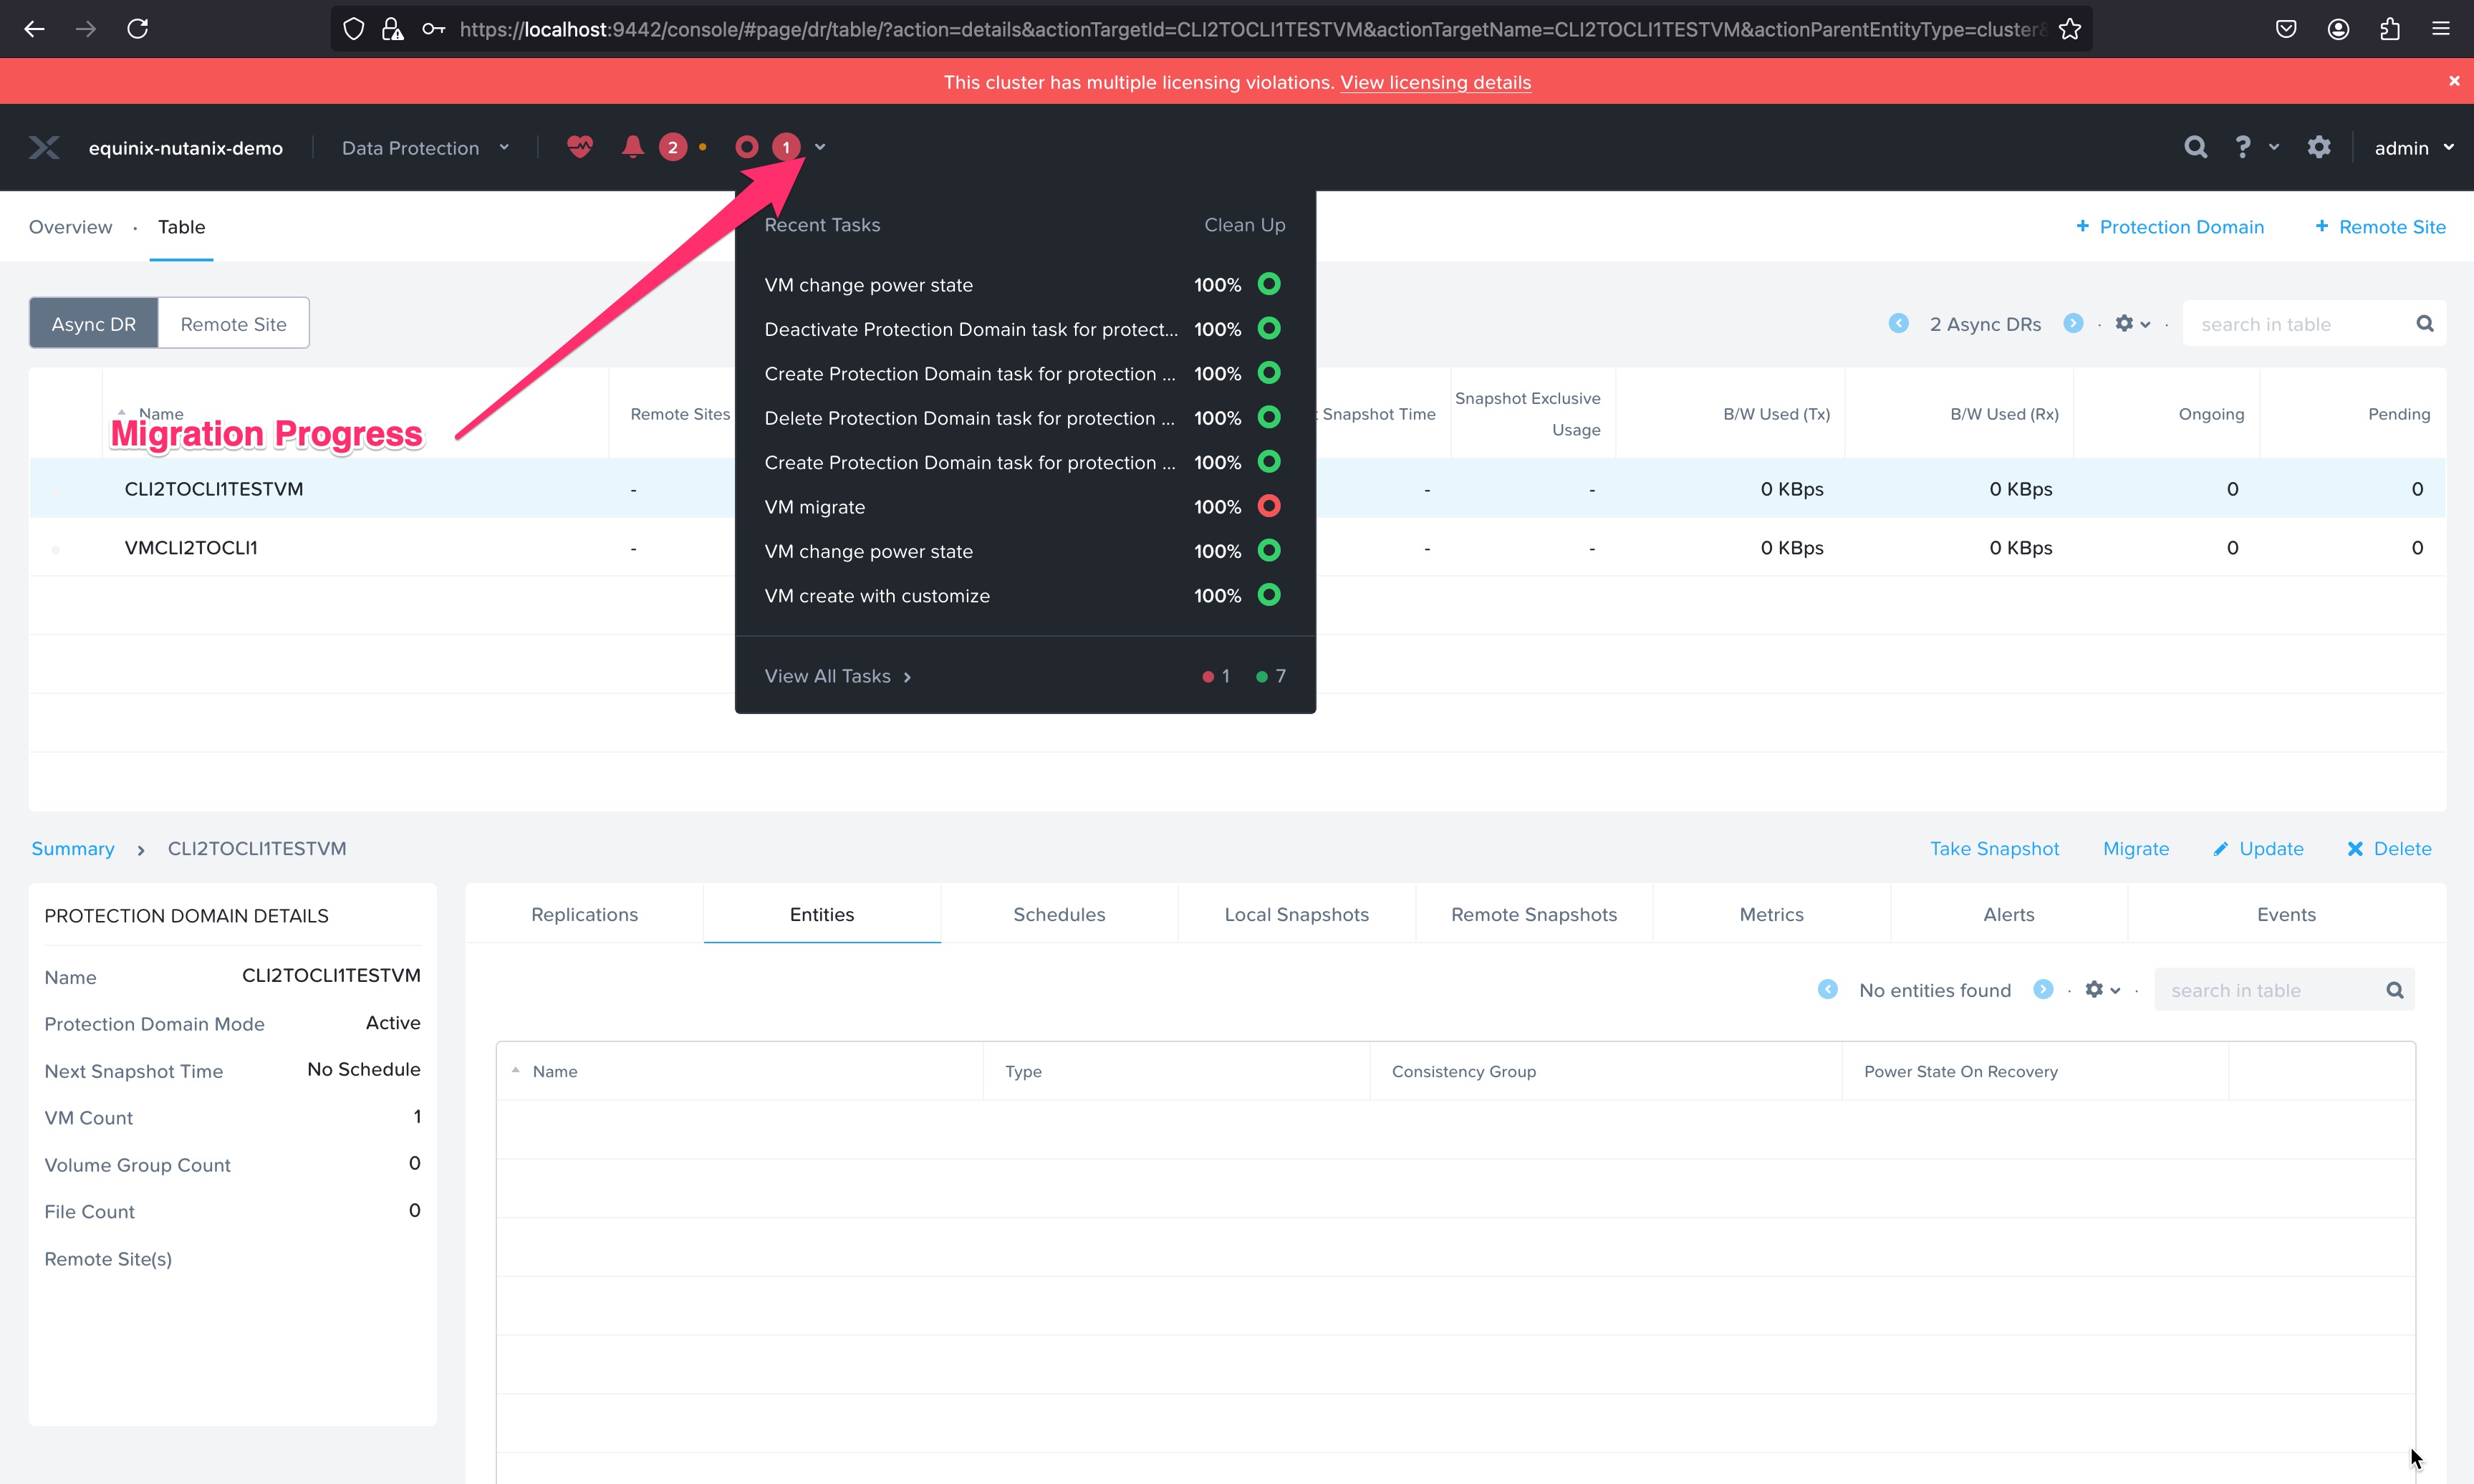 https://localhost:9442/console/#page/dr/table/?action=details&actionTargetId=CLI2TOCLI1TESTVM&actionTargetName=CLI2TOCLI1TESTVM&actionParentEntityType=cluster
This cluster has multiple licensing violations. View licensing details
equinix-nutanix-demo Data Protection 2 1 ? admin
Overview · Table + Protection Domain + Remote Site
Recent Tasks Clean Up
VM change power state 100%
Deactivate Protection Domain task for protect... 100%
Create Protection Domain task for protection ... 100%
Delete Protection Domain task for protection ... 100%
Create Protection Domain task for protection ... 100%
VM migrate 100%
VM change power state 100%
VM create with customize 100%
View All Tasks 1 7
Async DR Remote Site 2 Async DRs search in table
Name Remote Sites Snapshot Time Snapshot Exclusive Usage B/W Used (Tx) B/W Used (Rx) Ongoing Pending
Migration Progress
CLI2TOCLI1TESTVM - - - 0 KBps 0 KBps 0 0
VMCLI2TOCLI1 - - - 0 KBps 0 KBps 0 0
Summary > CLI2TOCLI1TESTVM Take Snapshot Migrate Update Delete
PROTECTION DOMAIN DETAILS
Name CLI2TOCLI1TESTVM
Protection Domain Mode Active
Next Snapshot Time No Schedule
VM Count 1
Volume Group Count 0
File Count 0
Remote Site(s)
Replications Entities Schedules Local Snapshots Remote Snapshots Metrics Alerts Events
No entities found search in table
Name Type Consistency Group Power State On Recovery